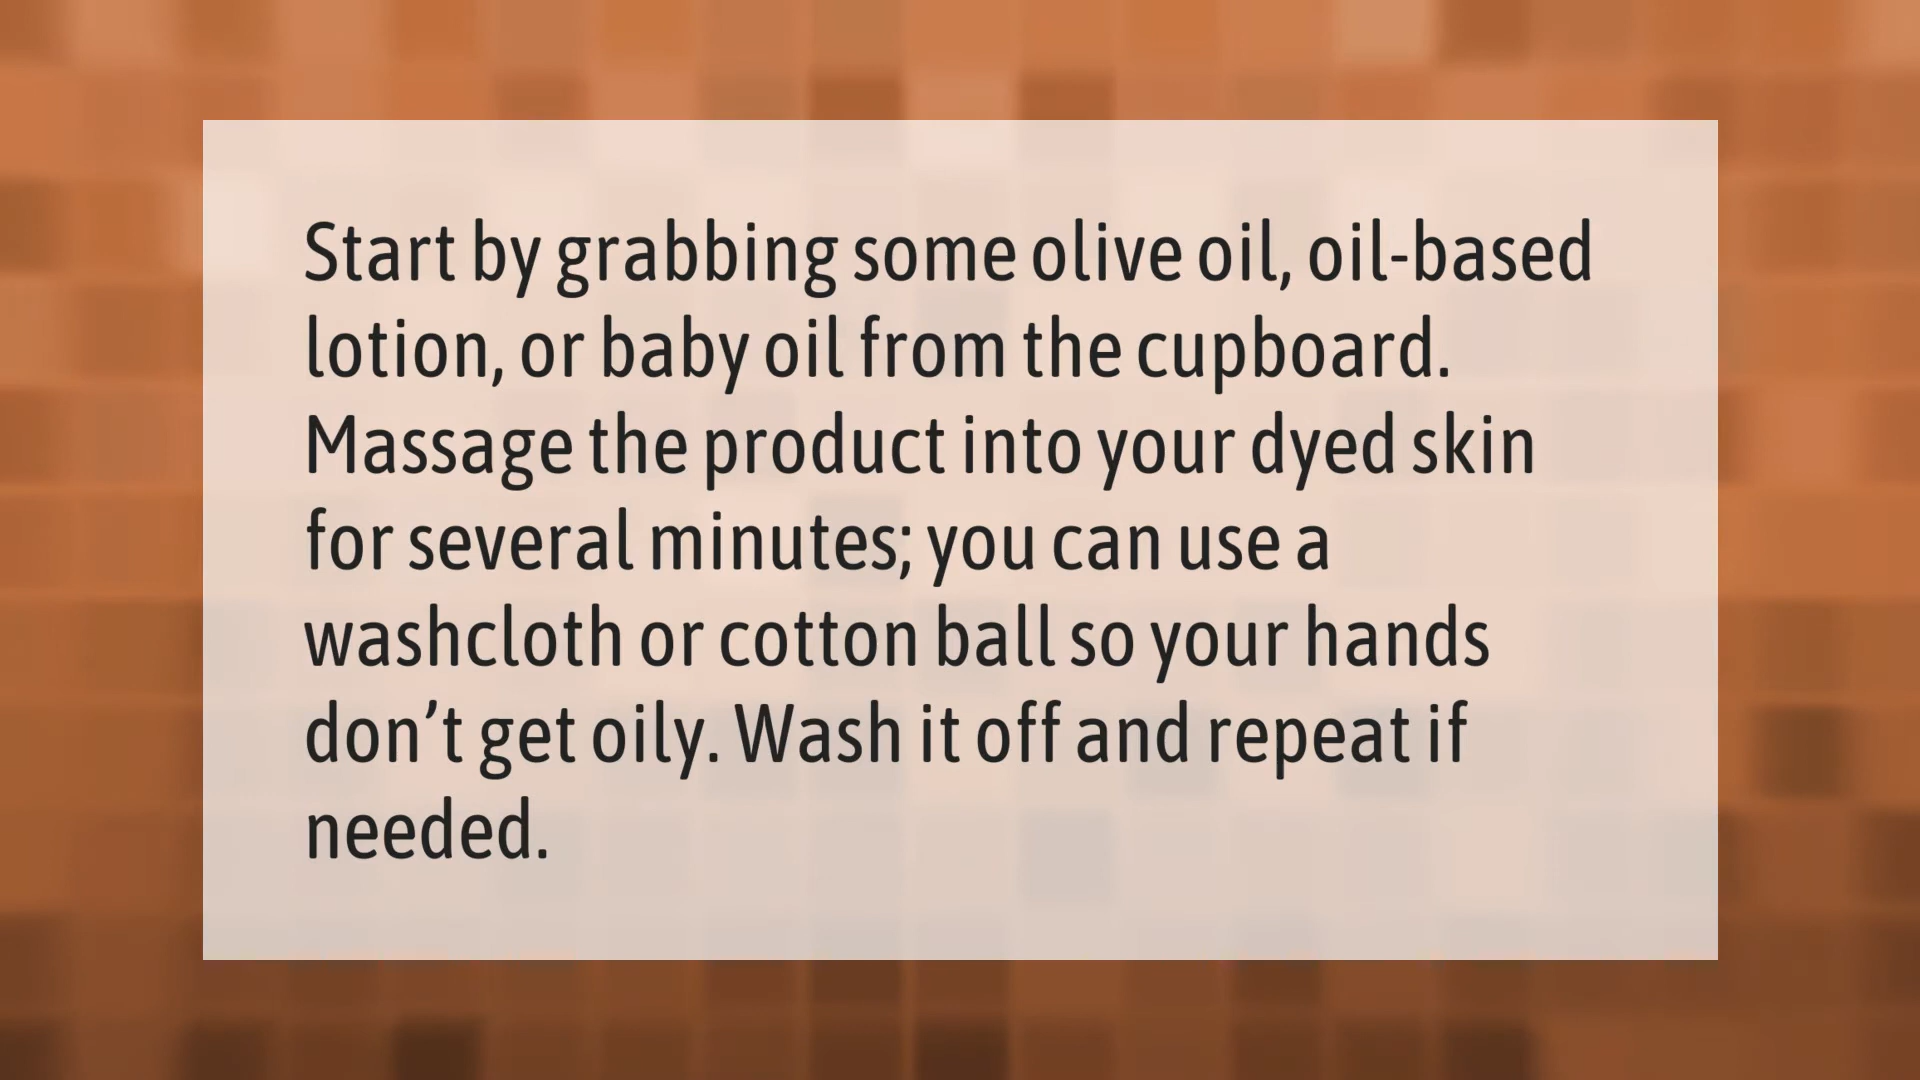 Start by grabbing some olive oil, oil-based
lotion, or baby oil from the cupboard.
Massage the product into your dyed skin
for several minutes; you can use a
washcloth or cotton ball so your hands
don’t get oily. Wash it off and repeat if
needed.